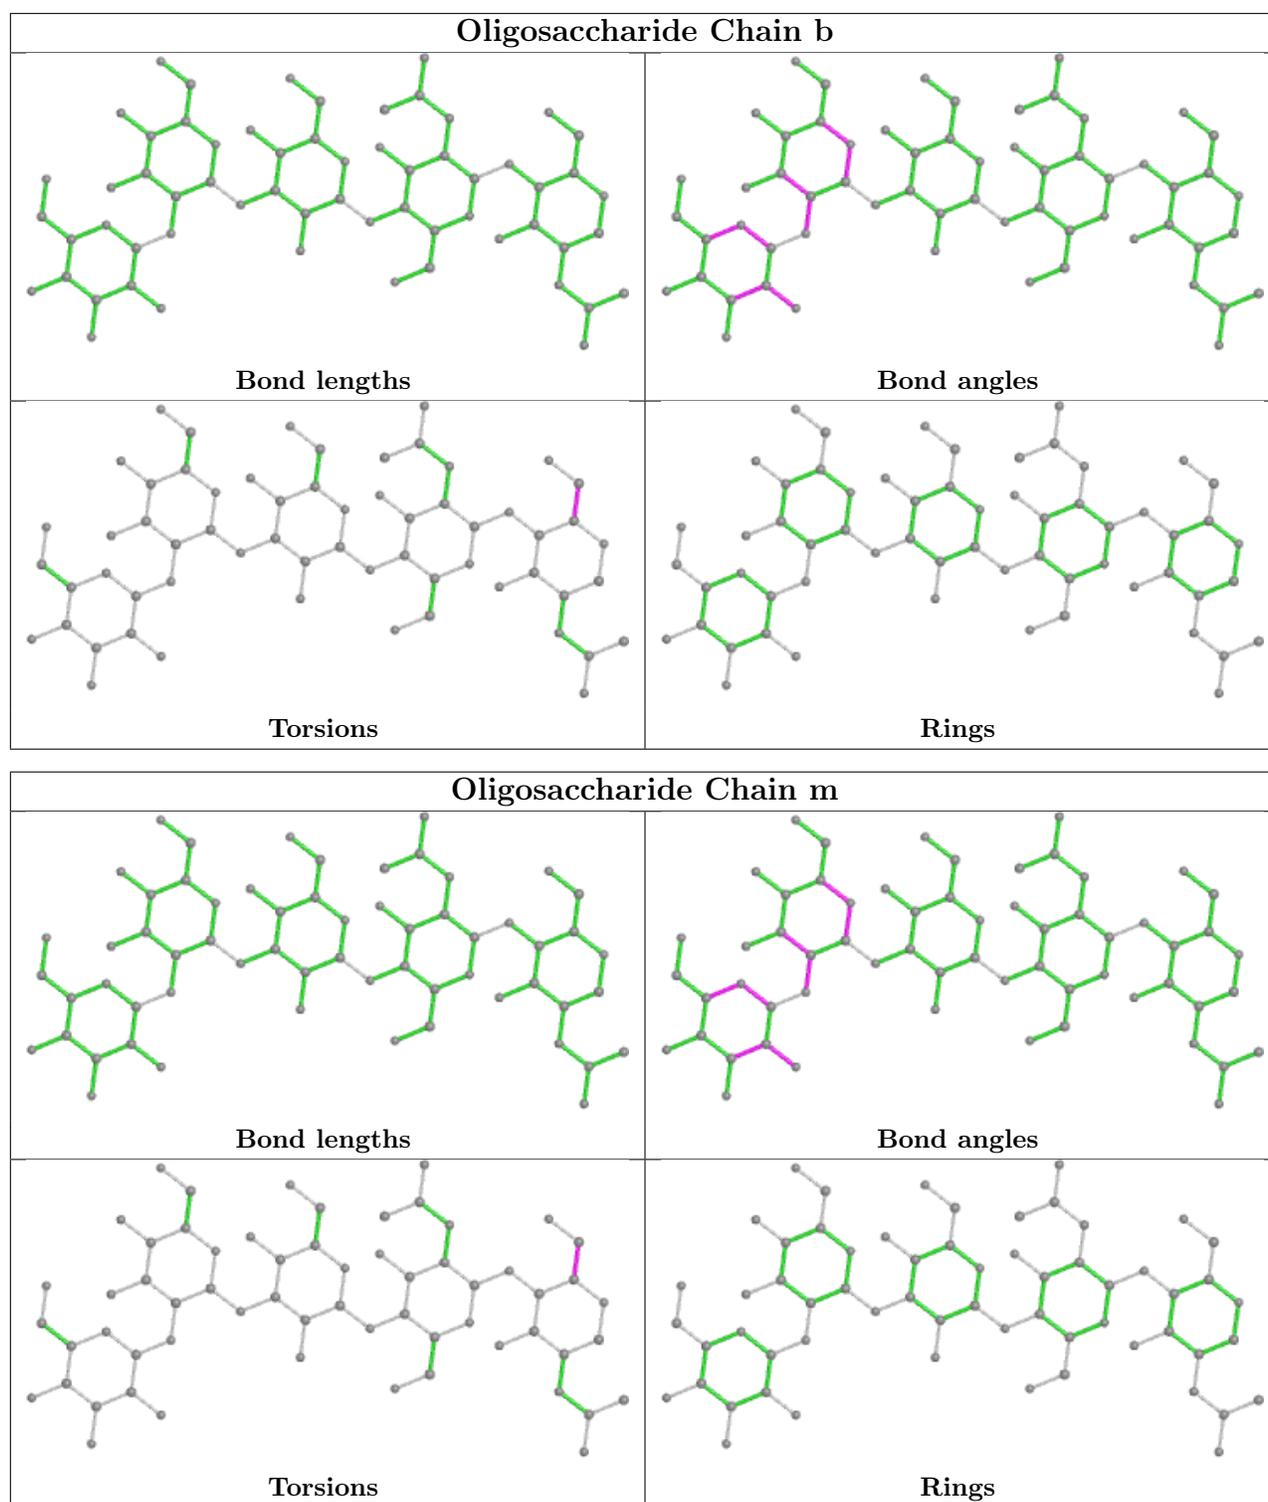 Oligosaccharide Chain b
Bond lengths
Bond angles
Torsions
Rings
Oligosaccharide Chain m
Bond lengths
Bond angles
Torsions
Rings